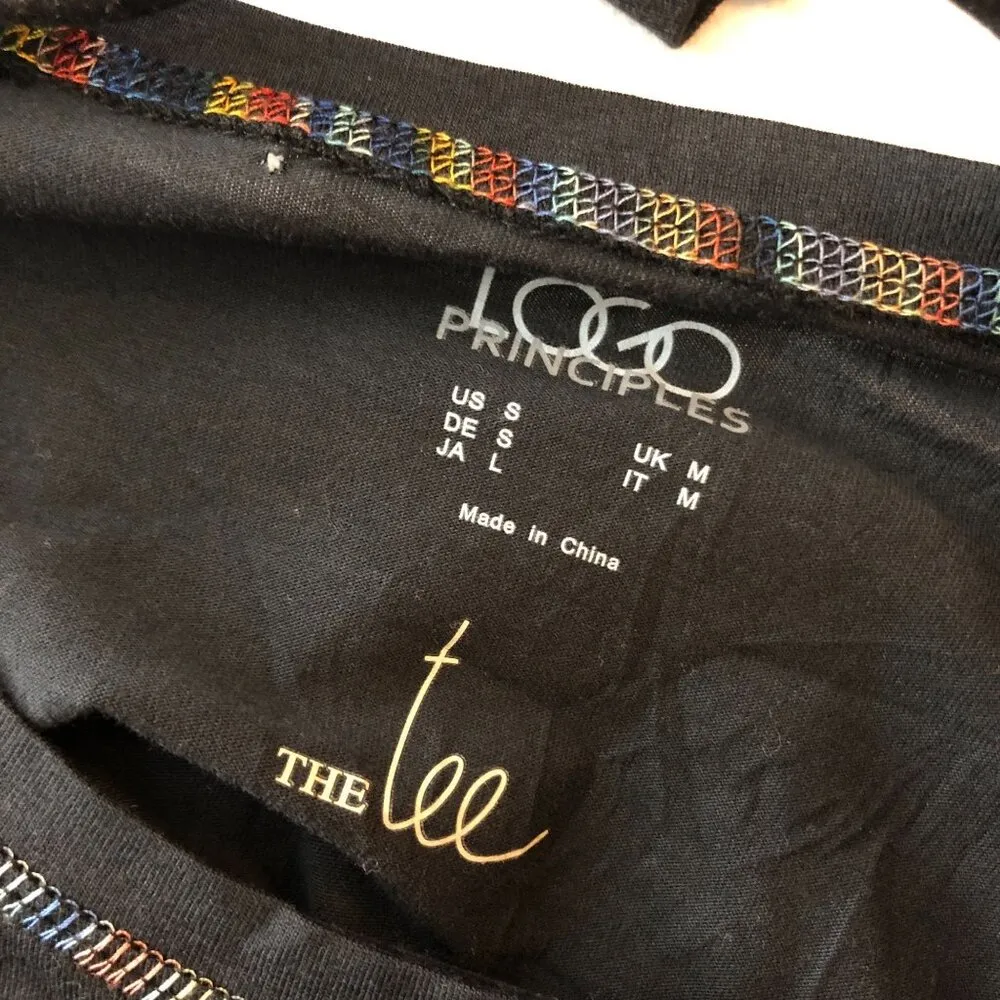 LOGO
PRINCIPLES
US S
DE S
JA L
UK M
IT M
Made in China
THE tee